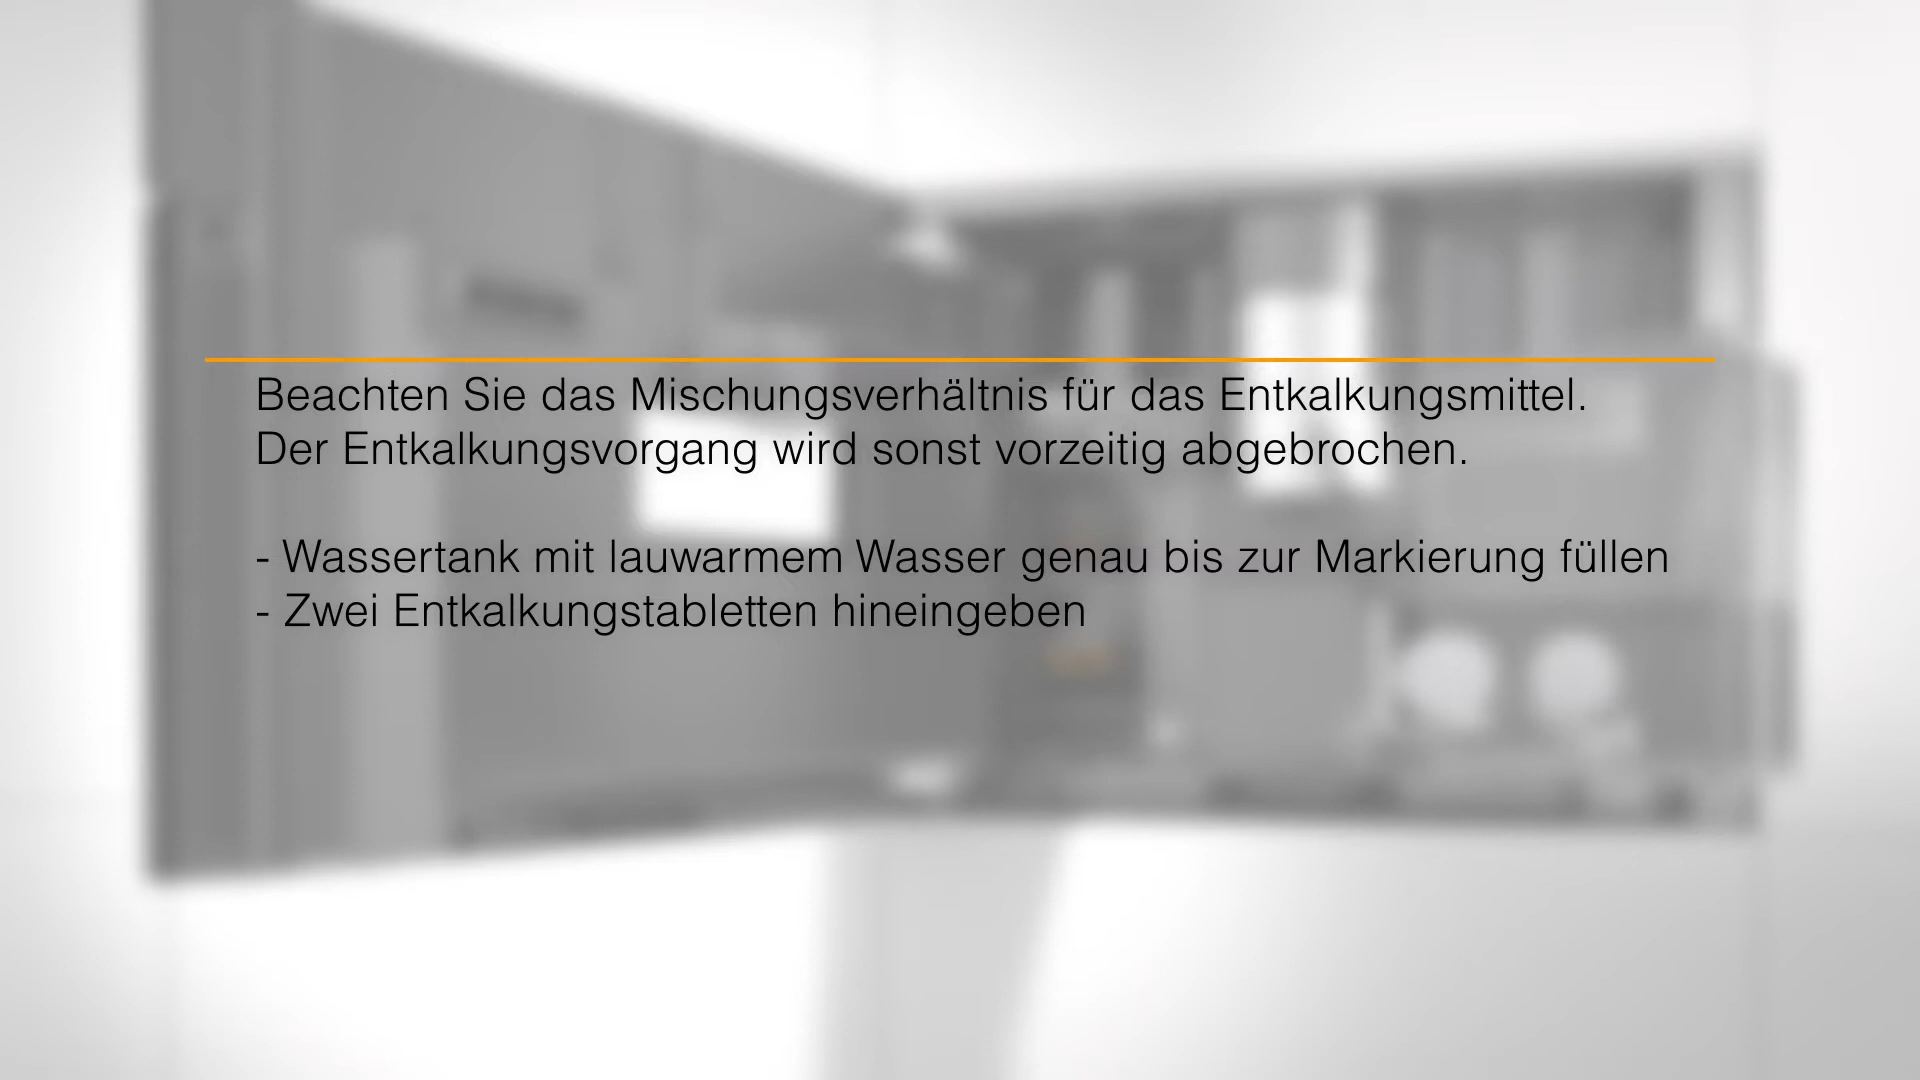 Beachten Sie das Mischungsverhältnis für das Entkalkungsmittel.
Der Entkalkungsvorgang wird sonst vorzeitig abgebrochen.
- Wassertank mit lauwarmem Wasser genau bis zur Markierung füllen
- Zwei Entkalkungstabletten hineingeben